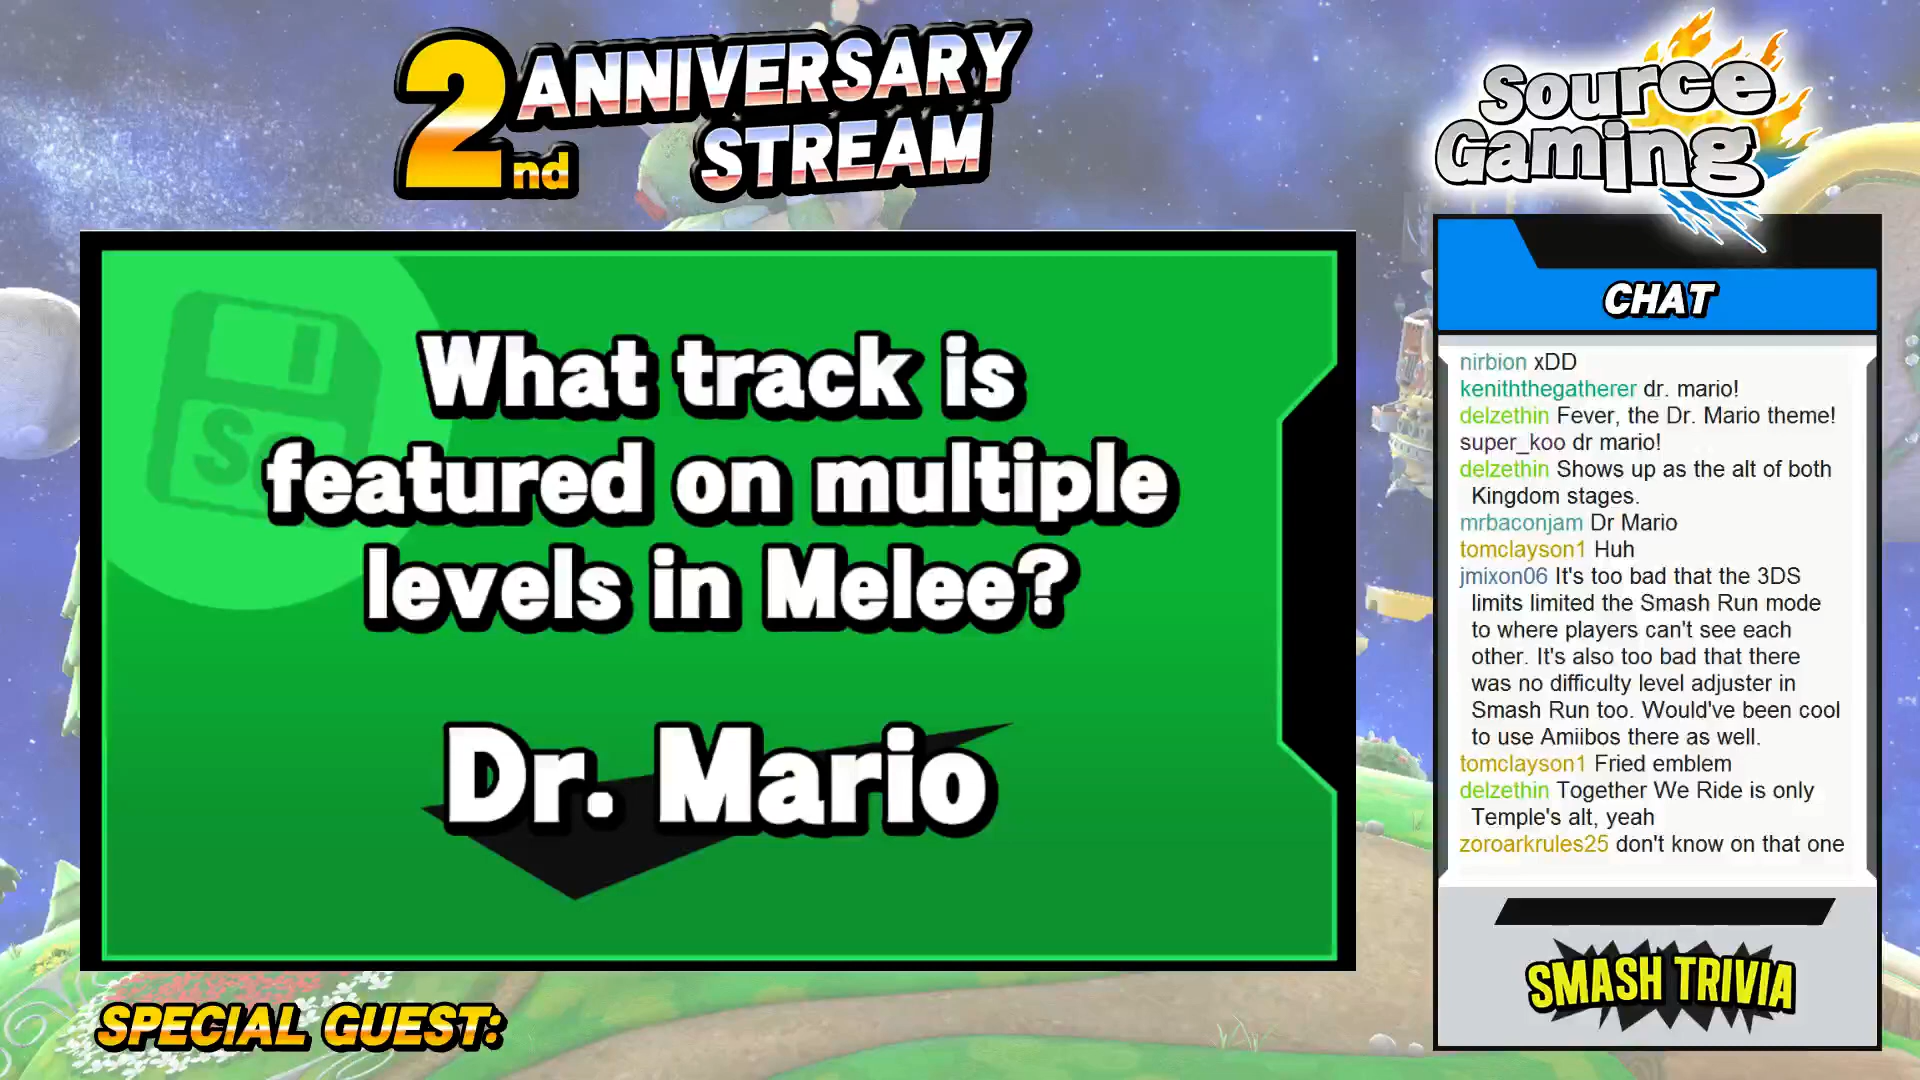 2nd ANNIVERSARY
STREAM
Source
Gaming
What track is
featured on multiple
levels in Melee?
Dr. Mario
CHAT
nirbion xDD
keniththegatherer dr. mario!
delzethin Fever, the Dr. Mario theme!
super_koo dr mario!
delzethin Shows up as the alt of both
Kingdom stages.
mrbaconjam Dr Mario
tomclayson1 Huh
jmixon06 It's too bad that the 3DS
limits limited the Smash Run mode
to where players can't see each
other. It's also too bad that there
was no difficulty level adjuster in
Smash Run too. Would've been cool
to use Amiibos there as well.
tomclayson1 Fried emblem
delzethin Together We Ride is only
Temple's alt, yeah
zoroarkrules25 don't know on that one
SMASH TRIVIA
SPECIAL GUEST: